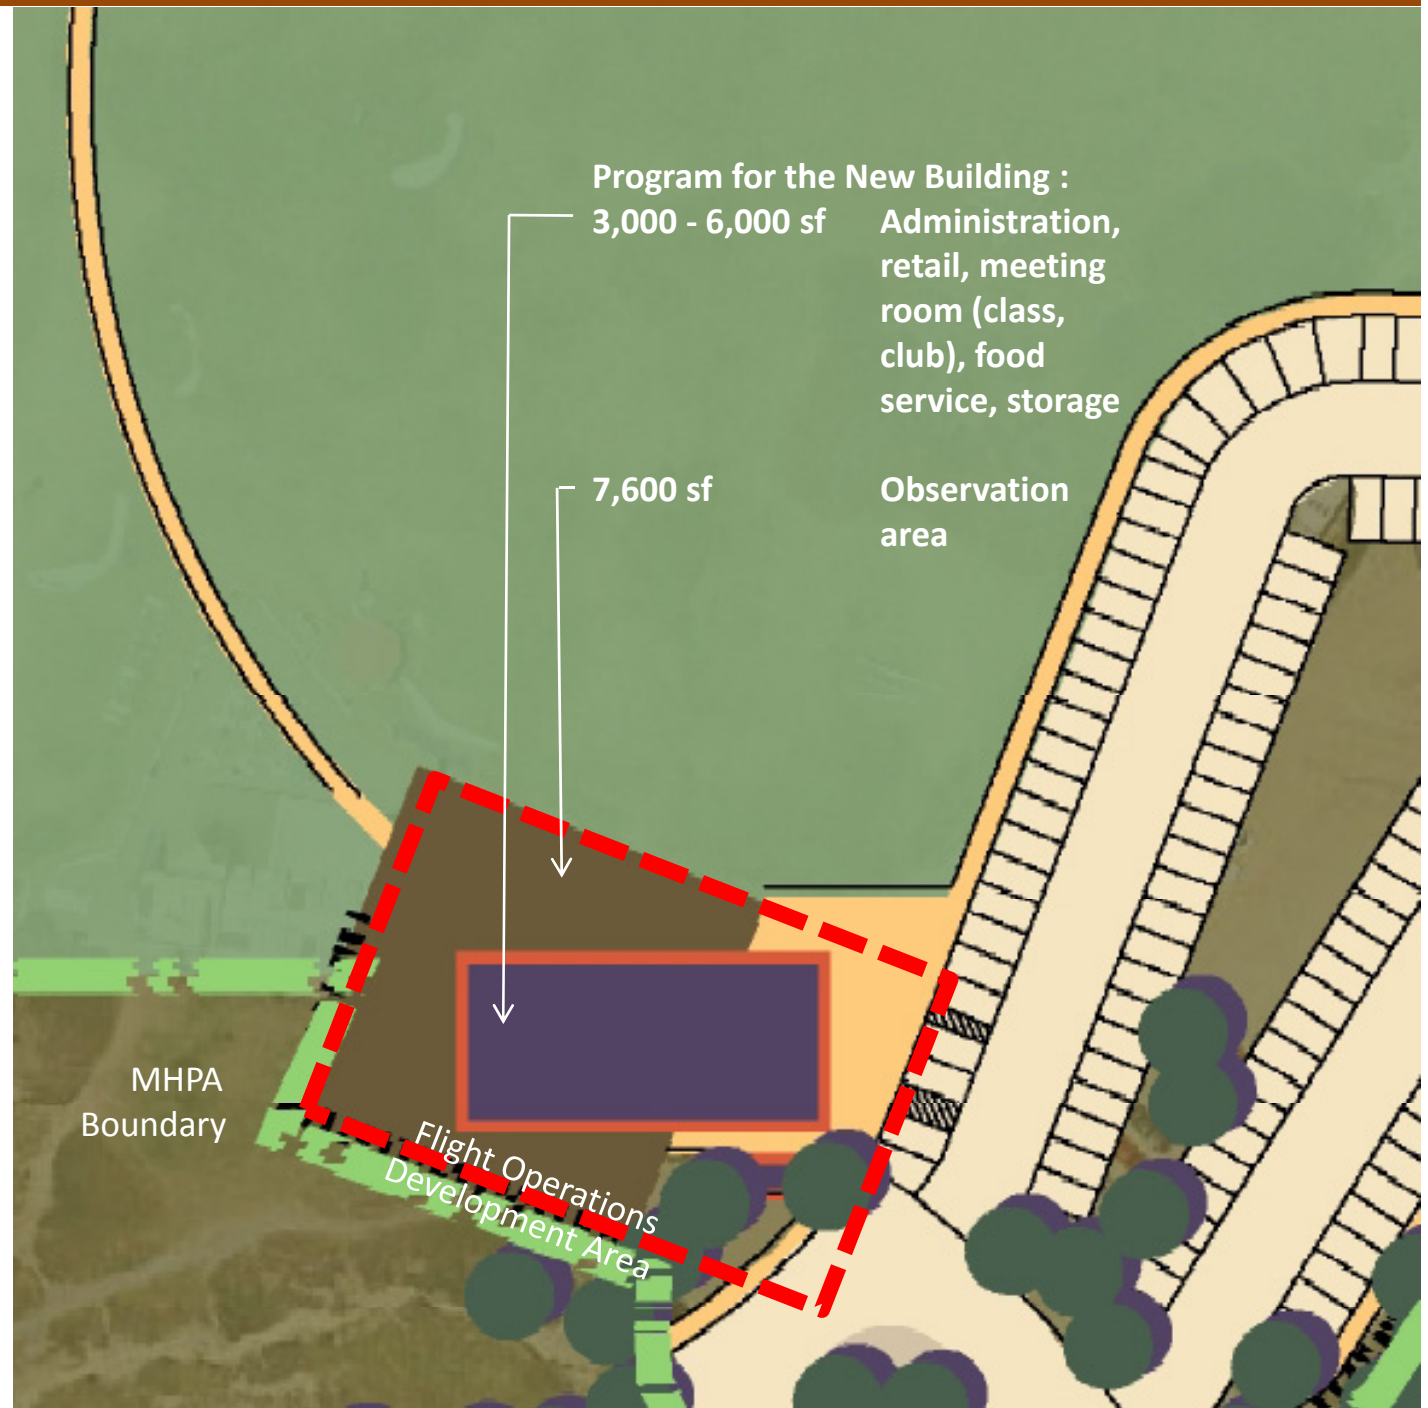 Program for the New Building :
3,000 - 6,000 sf Administration,
retail, meeting
room (class,
club), food
service, storage
7,600 sf Observation
area
MHPA
Boundary
Flight Operations
Development Area